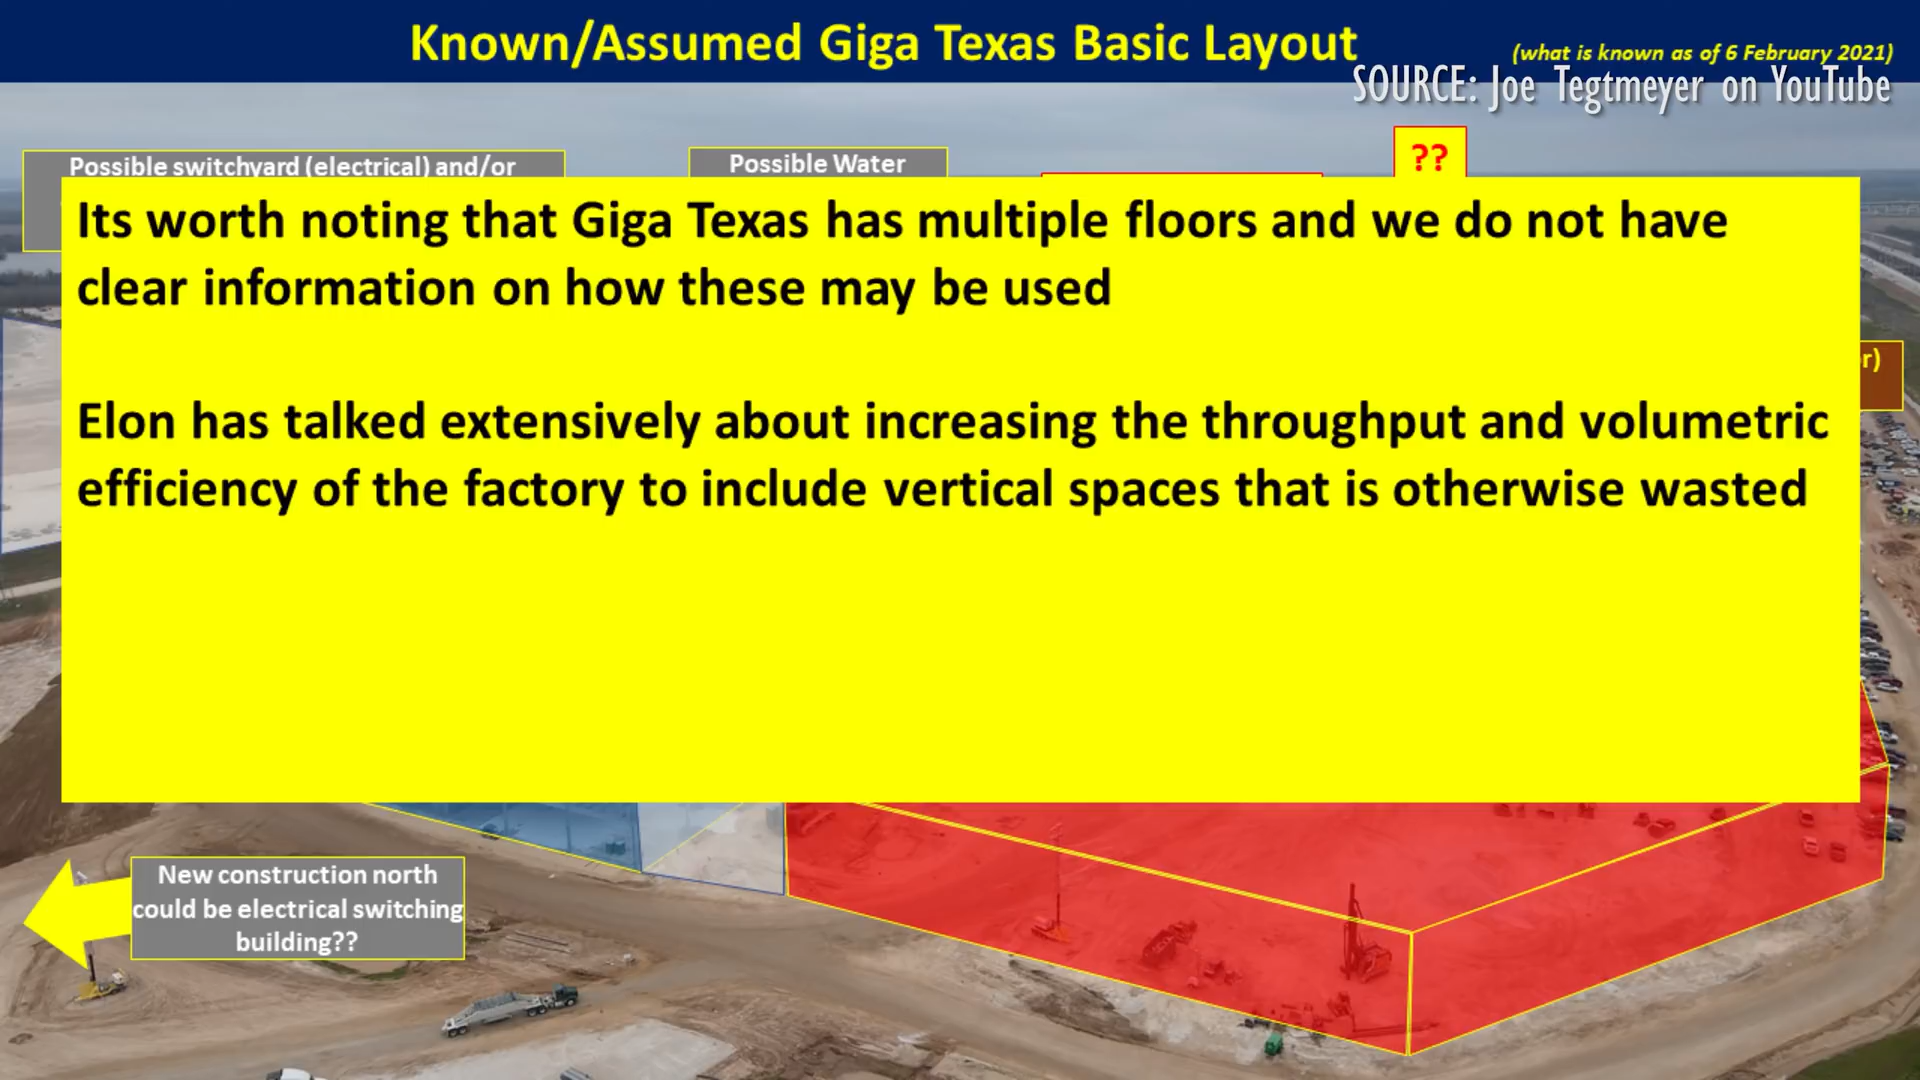 Known/Assumed Giga Texas Basic Layout
(what is known as of 6 February 2021)
SOURCE: Joe Tegtmeyer on YouTube
??
Possible switchyard (electrical) and/or
Possible Water
Its worth noting that Giga Texas has multiple floors and we do not have
clear information on how these may be used
r)
Elon has talked extensively about increasing the throughput and volumetric
efficiency of the factory to include vertical spaces that is otherwise wasted
New construction north
could be electrical switching
building??